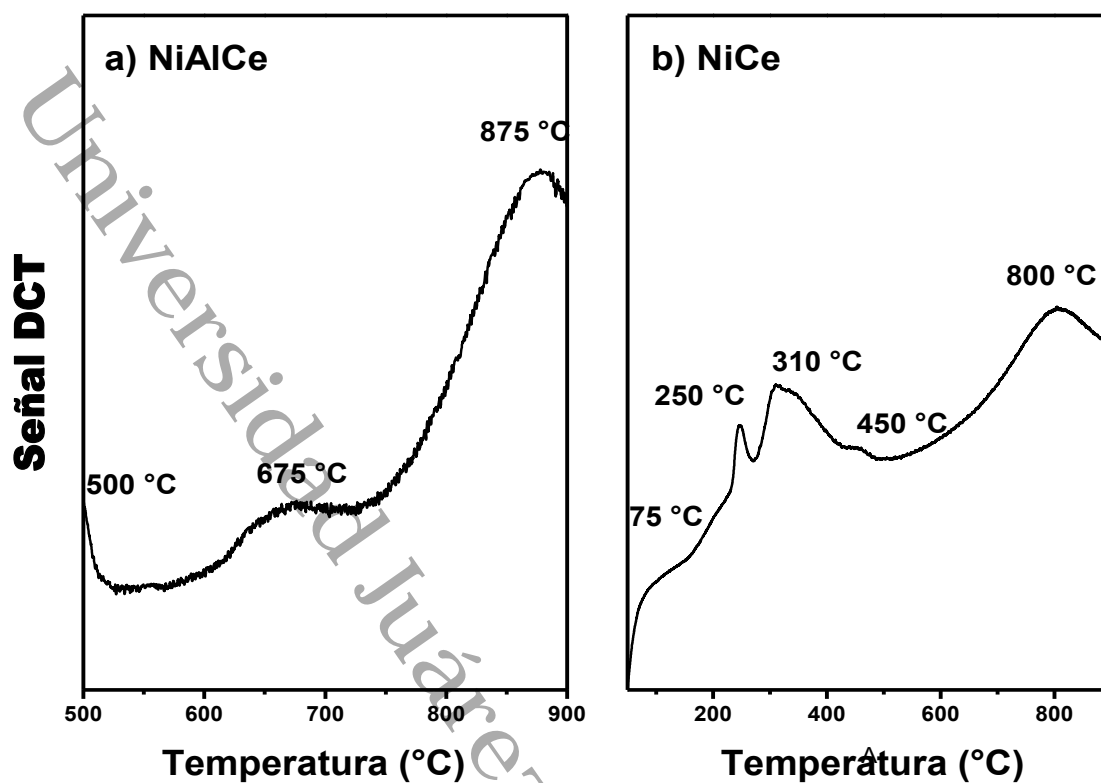 a) NiAlCe
875 °C
675 °C
500 °C
500 600 700 800 900
Temperatura (°C)
Señal DCT
b) NiCe
800 °C
310 °C
250 °C
450 °C
75 °C
200 400 600 800
Temperatura (°C)
A
Universidad Juárez